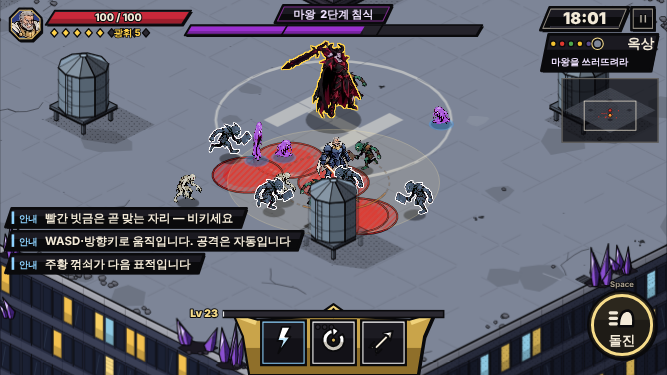 100 / 100
광휘 5
마왕 2단계 침식
18:01
옥상
마왕을 쓰러뜨려라
안내 빨간 빗금은 곧 맞는 자리 — 비키세요
안내 WASD·방향키로 움직입니다. 공격은 자동입니다
안내 주황 꺾쇠가 다음 표적입니다
Lv 23
Space
돌진